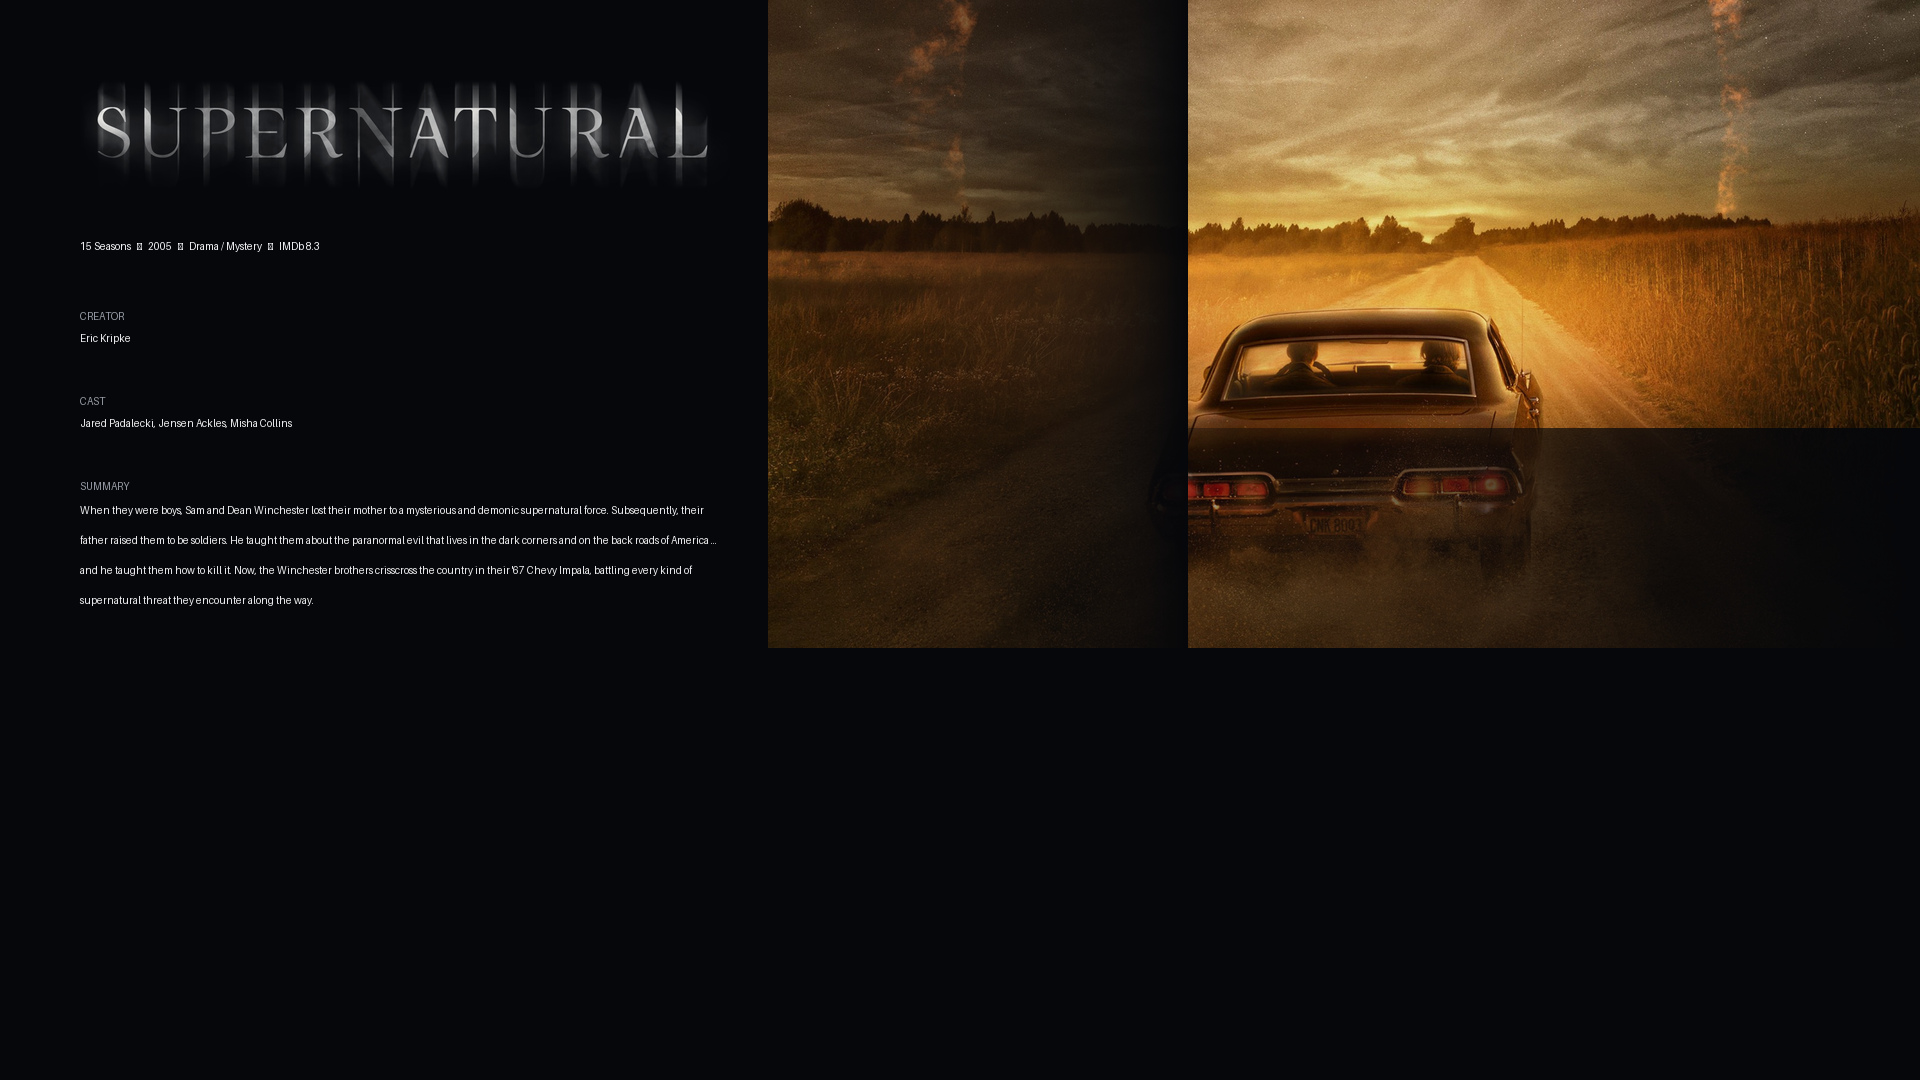 SUPERNATURAL
15 Seasons  2005  Drama / Mystery  IMDb 8.3
CREATOR
Eric Kripke
CAST
Jared Padalecki, Jensen Ackles, Misha Collins
SUMMARY
When they were boys, Sam and Dean Winchester lost their mother to a mysterious and demonic supernatural force. Subsequently, their
father raised them to be soldiers. He taught them about the paranormal evil that lives in the dark corners and on the back roads of America ...
and he taught them how to kill it. Now, the Winchester brothers crisscross the country in their '67 Chevy Impala, battling every kind of
supernatural threat they encounter along the way.